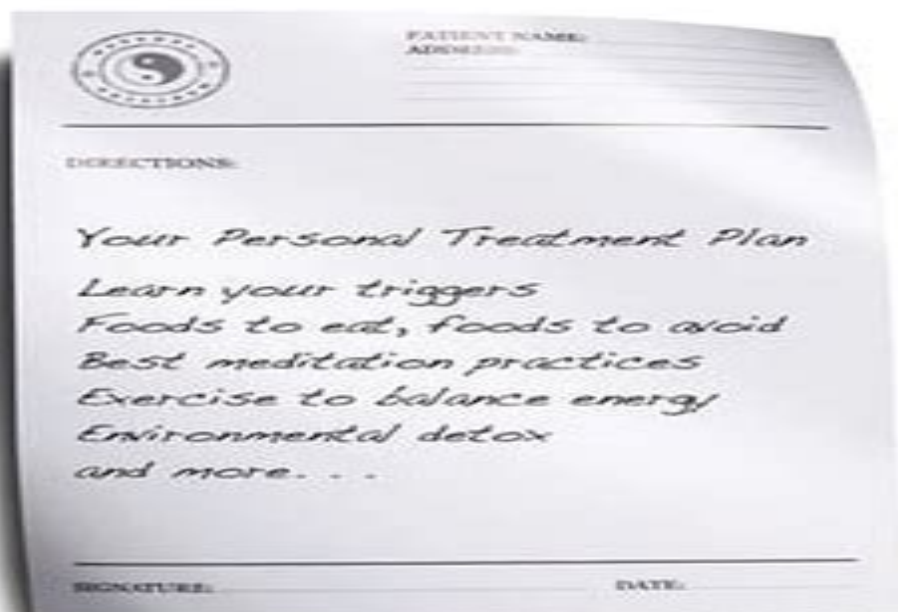 PATIENT NAME:
ADDRESS:
DIRECTIONS:
Your Personal Treatment Plan
Learn your triggers
Foods to eat, foods to avoid
Best meditation practices
Exercise to balance energy
Environmental detox
and more. . .
SIGNATURE:
DATE: